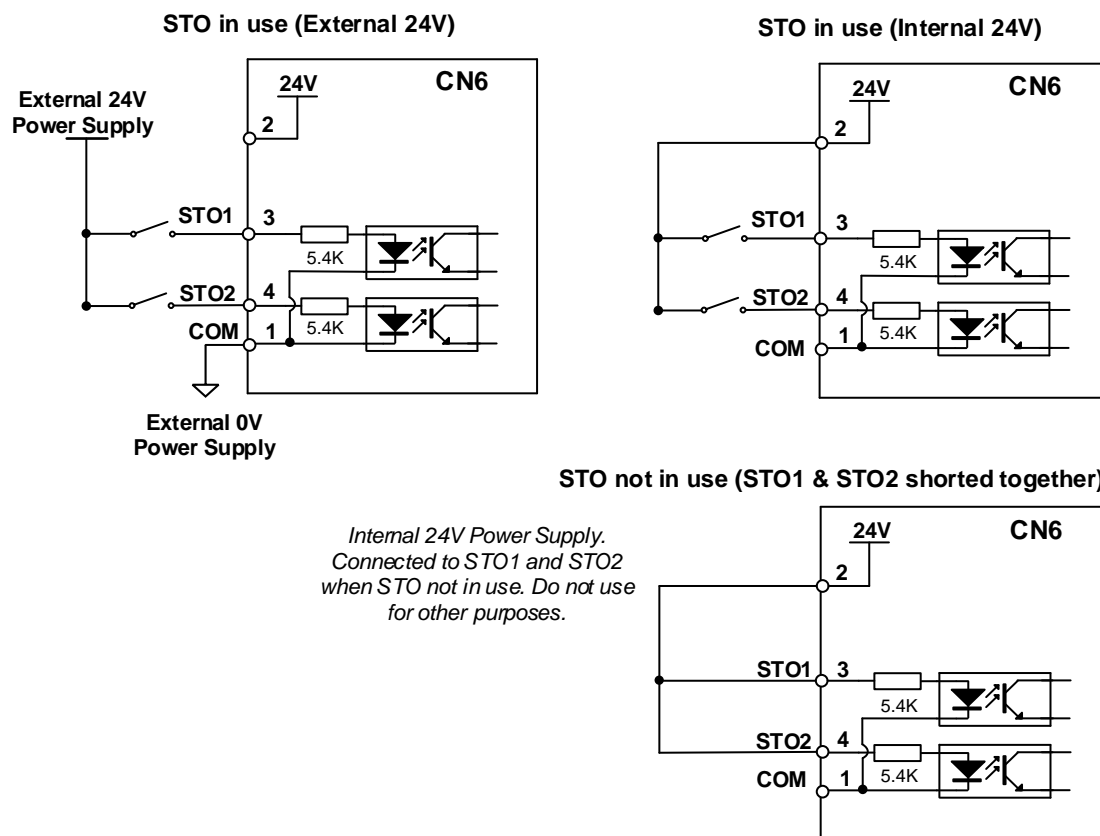 STO in use (External 24V)
External 24V
Power Supply
24V
CN6
2
STO1
3
5.4K
STO2
4
5.4K
COM
1
External 0V
Power Supply
STO in use (Internal 24V)
24V
CN6
2
STO1
3
5.4K
STO2
4
5.4K
COM
1
STO not in use (STO1 & STO2 shorted together)
Internal 24V Power Supply.
Connected to STO1 and STO2
when STO not in use. Do not use
for other purposes.
24V
CN6
2
STO1
3
5.4K
STO2
4
5.4K
COM
1